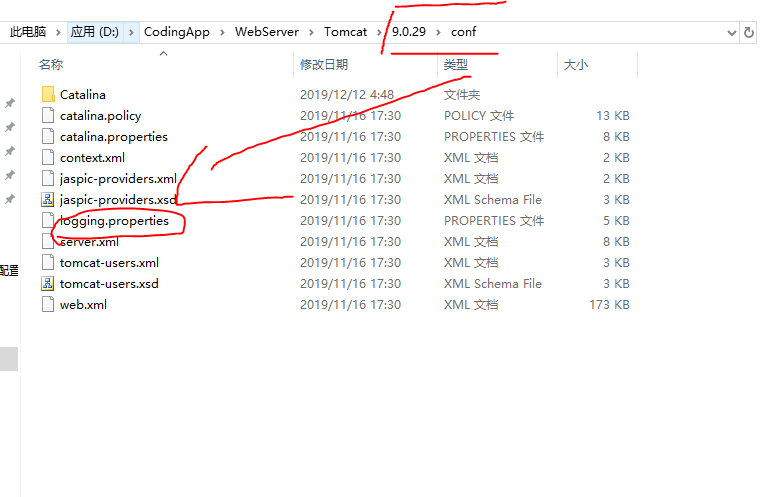 此电脑 > 应用 (D:) > CodingApp > WebServer > Tomcat > 9.0.29 > conf
名称 修改日期 类型 大小
Catalina 2019/12/12 4:48 文件夹
catalina.policy 2019/11/16 17:30 POLICY 文件 13 KB
catalina.properties 2019/11/16 17:30 PROPERTIES 文件 8 KB
context.xml 2019/11/16 17:30 XML 文档 2 KB
jaspic-providers.xml 2019/11/16 17:30 XML 文档 2 KB
jaspic-providers.xsd 2019/11/16 17:30 XML Schema File 3 KB
logging.properties 2019/11/16 17:30 PROPERTIES 文件 5 KB
server.xml 2019/11/16 17:30 XML 文档 8 KB
tomcat-users.xml 2019/11/16 17:30 XML 文档 3 KB
配置
tomcat-users.xsd 2019/11/16 17:30 XML Schema File 3 KB
web.xml 2019/11/16 17:30 XML 文档 173 KB